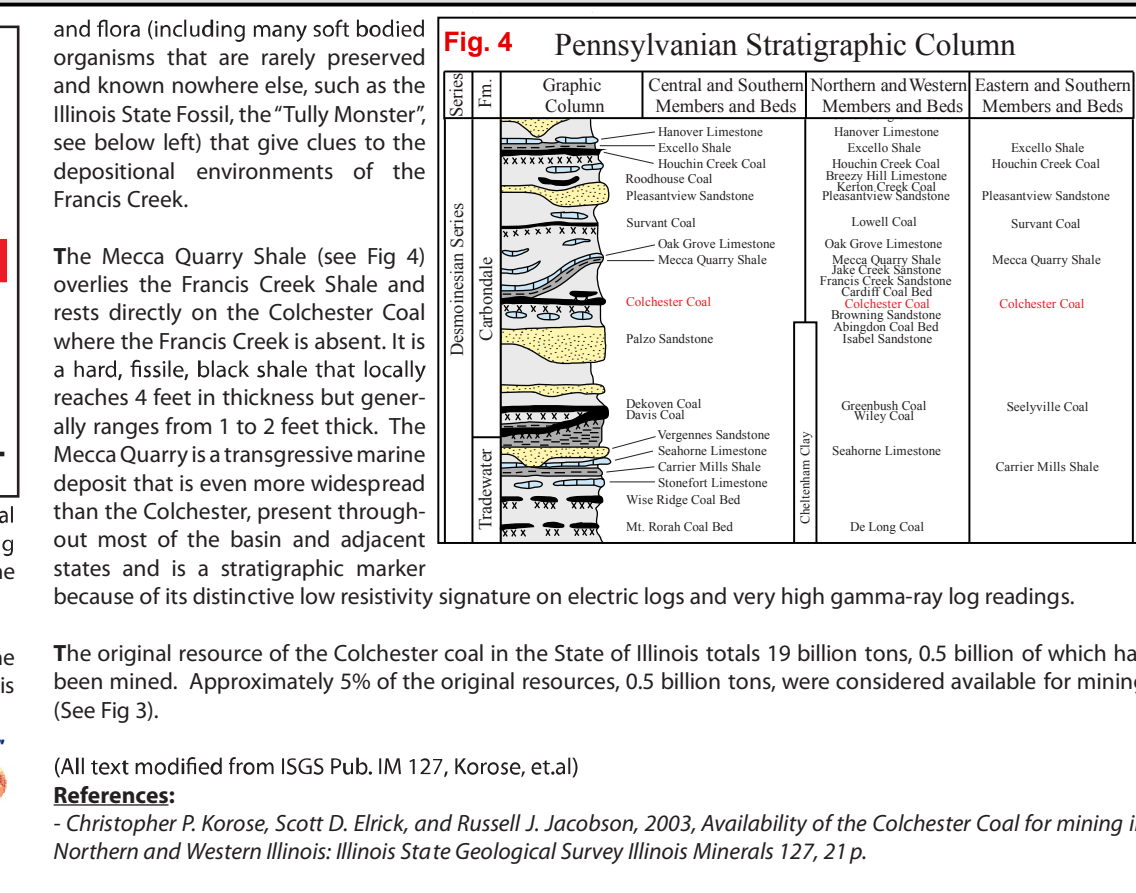 and flora (including many soft bodied
organisms that are rarely preserved
and known nowhere else, such as the
Illinois State Fossil, the “Tully Monster”,
see below left) that give clues to the
depositional environments of the
Francis Creek.
The Mecca Quarry Shale (see Fig 4)
overlies the Francis Creek Shale and
rests directly on the Colchester Coal
where the Francis Creek is absent. It is
a hard, fissile, black shale that locally
reaches 4 feet in thickness but gener-
ally ranges from 1 to 2 feet thick. The
Mecca Quarry is a transgressive marine
deposit that is even more widespread
than the Colchester, present through-
out most of the basin and adjacent
states and is a stratigraphic marker
because of its distinctive low resistivity signature on electric logs and very high gamma-ray log readings.
Fig. 4 Pennsylvanian Stratigraphic Column
Series
Fm.
Graphic Column
Central and Southern Members and Beds
Northern and Western Members and Beds
Eastern and Southern Members and Beds
Desmoinesian Series
Carbondale
Tradewater
Hanover Limestone
Excello Shale
Houchin Creek Coal
Roodhouse Coal
Pleasantview Sandstone
Survant Coal
Oak Grove Limestone
Mecca Quarry Shale
Colchester Coal
Palzo Sandstone
Dekoven Coal
Davis Coal
Vergennes Sandstone
Seahorne Limestone
Carrier Mills Shale
Stonefort Limestone
Wise Ridge Coal Bed
Mt. Rorah Coal Bed
Cheltenham Clay
Hanover Limestone
Excello Shale
Houchin Creek Coal
Breezy Hill Limestone
Kerton Creek Coal
Pleasantview Sandstone
Lowell Coal
Oak Grove Limestone
Mecca Quarry Shale
Jake Creek Sanstone
Francis Creek Sandstone
Cardiff Coal Bed
Colchester Coal
Browning Sandstone
Abingdon Coal Bed
Isabel Sandstone
Greenbush Coal
Wiley Coal
Seahorne Limestone
De Long Coal
Excello Shale
Houchin Creek Coal
Pleasantview Sandstone
Survant Coal
Mecca Quarry Shale
Colchester Coal
Seelyville Coal
Carrier Mills Shale
The original resource of the Colchester coal in the State of Illinois totals 19 billion tons, 0.5 billion of which ha
been mined. Approximately 5% of the original resources, 0.5 billion tons, were considered available for mining
(See Fig 3).
(All text modified from ISGS Pub. IM 127, Korose, et.al)
References:
- Christopher P. Korose, Scott D. Elrick, and Russell J. Jacobson, 2003, Availability of the Colchester Coal for mining i
Northern and Western Illinois: Illinois State Geological Survey Illinois Minerals 127, 21 p.